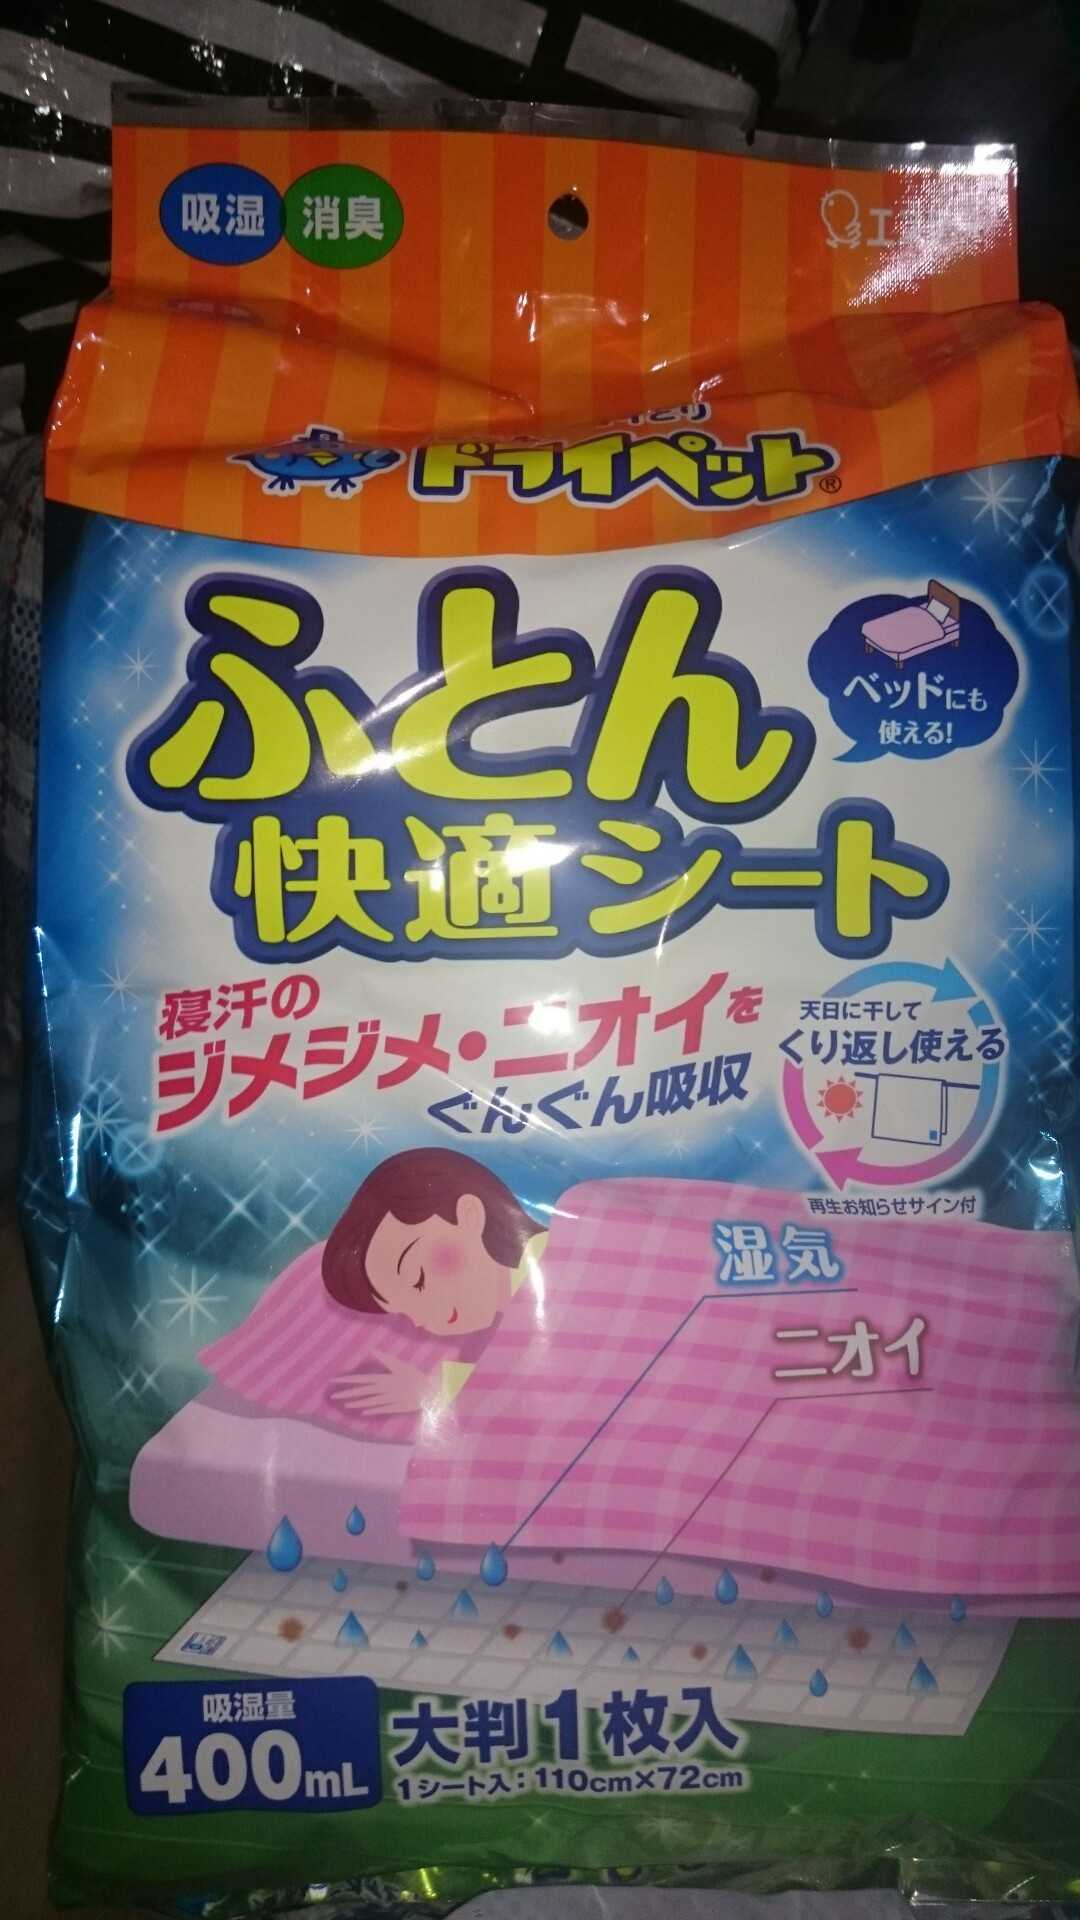 吸湿 消臭
ドライペット®
ふとん
快適シート
ベッドにも
使える!
寝汗の
ジメジメ・ニオイを
ぐんぐん吸収
天日に干して
くり返し使える
再生お知らせサイン付
湿気
ニオイ
吸湿量
400mL
大判1枚入
1シート入:110cm×72cm